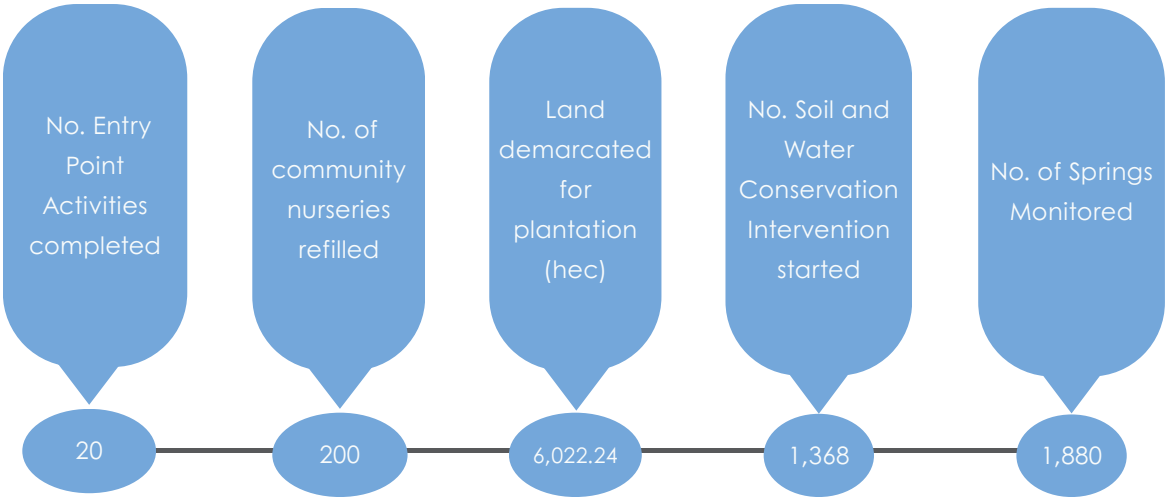 No. Entry
Point
Activities
completed
20
No. of
community
nurseries
refilled
200
Land
demarcated
for
plantation
(hec)
6,022.24
No. Soil and
Water
Conservation
Intervention
started
1,368
No. of Springs
Monitored
1,880